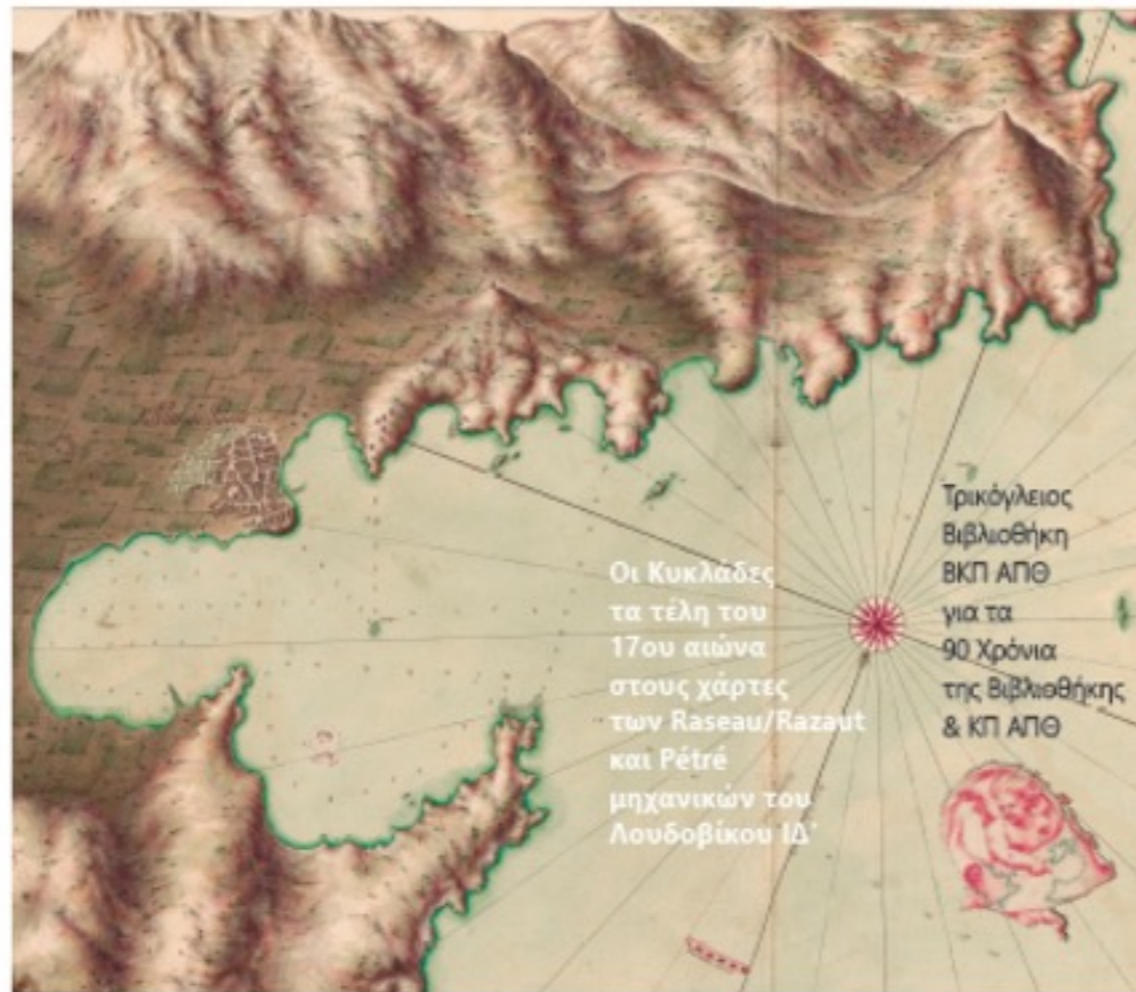 Οι Κυκλάδες
τα τέλη του
17ου αιώνα
στους χάρτες
των Raseau/Razaut
και Pétré
μηχανικών του
Λουδοβίκου ΙΔ΄
Τρικόγλειος
Βιβλιοθήκη
ΒΚΠ ΑΠΘ
για τα
90 Χρόνια
της Βιβλιοθήκης
& ΚΠ ΑΠΘ